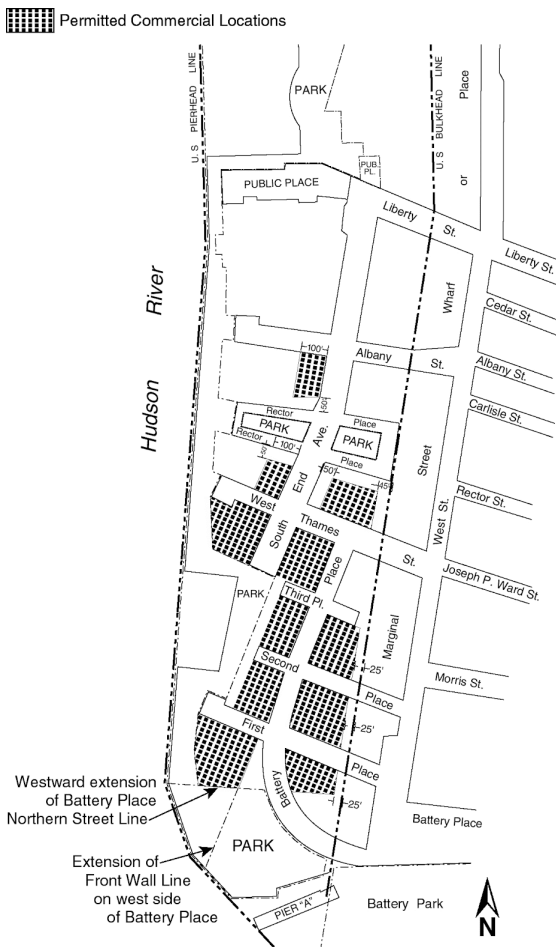 Permitted Commercial Locations
U.S PIERHEAD LINE
PARK
U.S BULKHEAD LINE
Place
or
PUB.
PL.
PUBLIC PLACE
Liberty
St.
Liberty St.
River
Hudson
Wharf
Cedar St.
100'
Albany
St.
Albany St.
50'
Carlisle St.
Rector
Place
PARK
Ave.
PARK
Rector
100'
50'
Place
50'
45'
End
Street
Rector St.
West
South
Thames
West St.
St.
Joseph P. Ward St.
Place
PARK
Third Pl.
Marginal
Second
25'
Place
Morris St.
First
25'
Place
Westward extension
of Battery Place
Northern Street Line
Battery
25'
Battery Place
PARK
Extension of
Front Wall Line
on west side
of Battery Place
PIER "A"
Battery Park
N